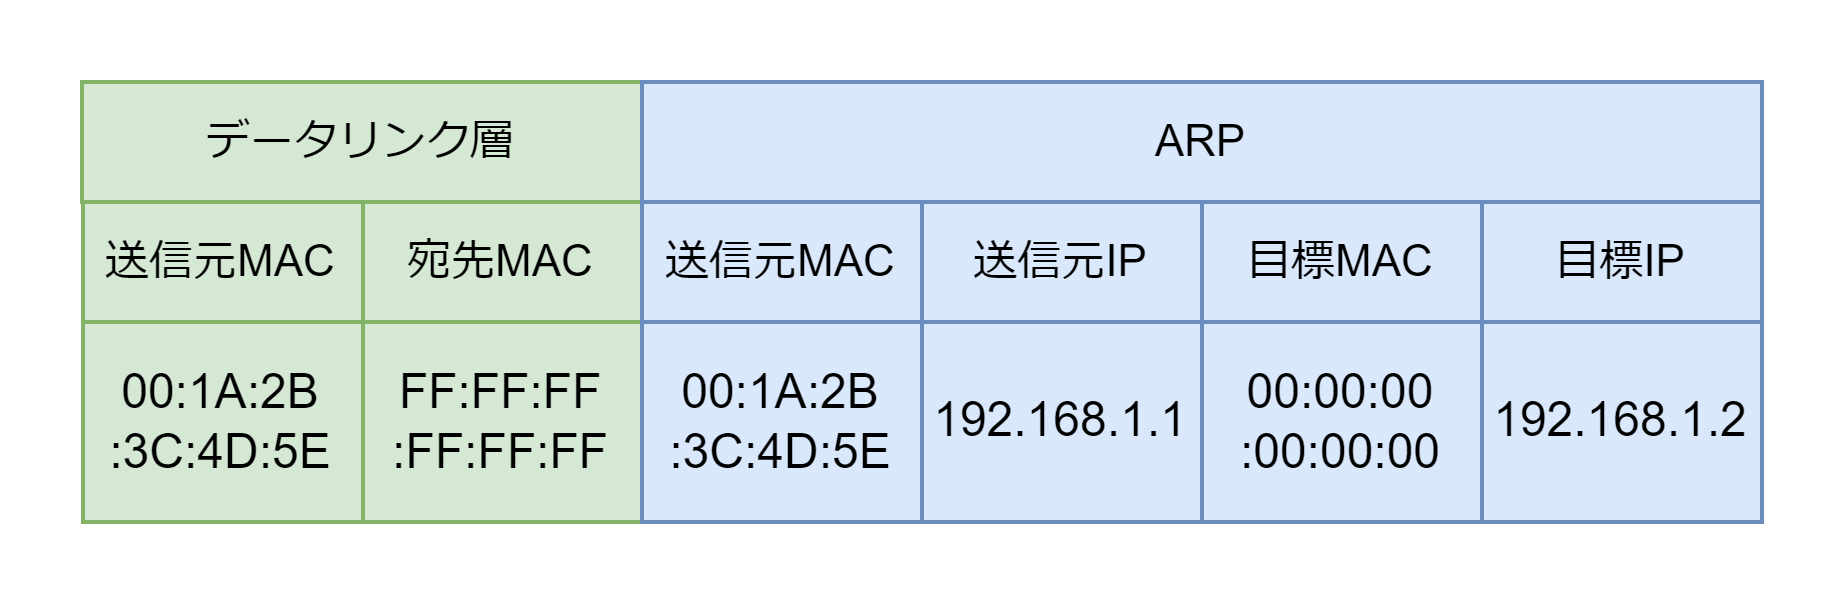 データリンク層
ARP
送信元MAC
宛先MAC
送信元MAC
送信元IP
目標MAC
目標IP
00:1A:2B
:3C:4D:5E
FF:FF:FF
:FF:FF:FF
00:1A:2B
:3C:4D:5E
192.168.1.1
00:00:00
:00:00:00
192.168.1.2